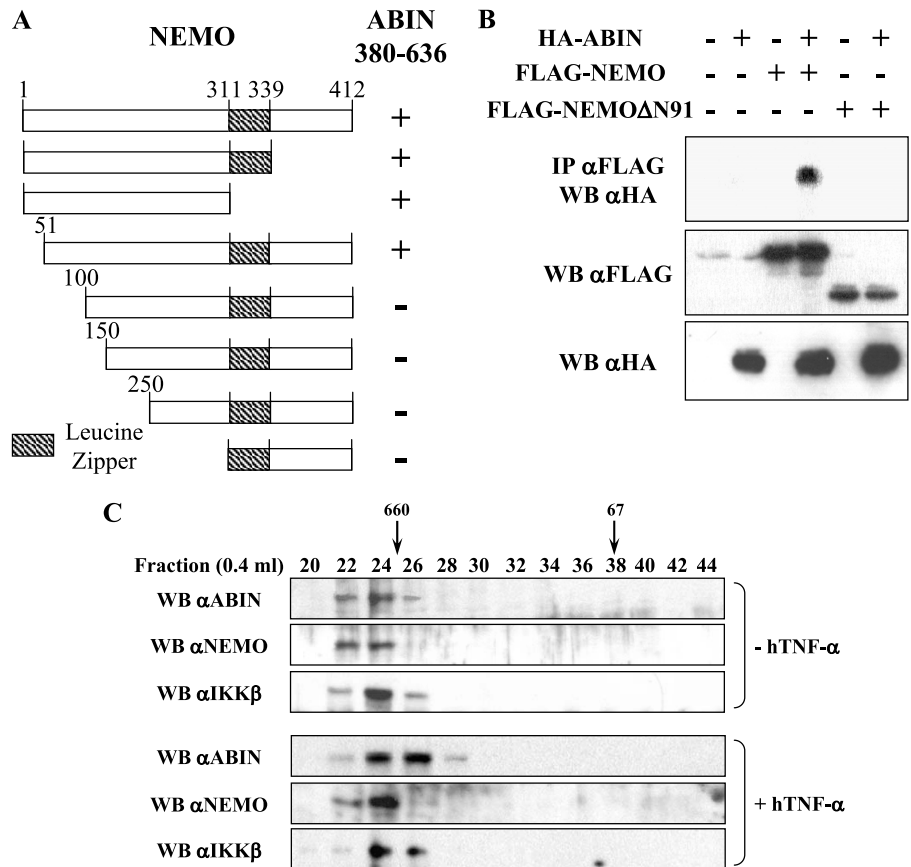 A
NEMO
ABIN
380-636
1 311 339 412
+
+
+
51
+
100
-
150
-
250
-
-
Leucine
Zipper
B
HA-ABIN - + - + - +
FLAG-NEMO - - + + - -
FLAG-NEMOΔN91 - - - - + +
IP αFLAG
WB αHA
WB αFLAG
WB αHA
C
660 67
Fraction (0.4 ml) 20 22 24 26 28 30 32 34 36 38 40 42 44
WB αABIN
WB αNEMO
WB αIKKβ
- hTNF-α
WB αABIN
WB αNEMO
WB αIKKβ
+ hTNF-α